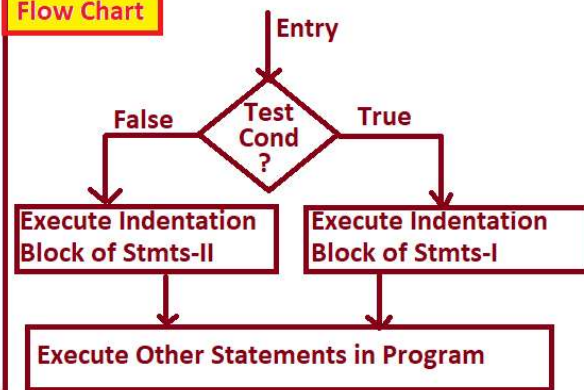 Flow Chart
Entry
False
Test
Cond
?
True
Execute Indentation
Block of Stmts-II
Execute Indentation
Block of Stmts-I
Execute Other Statements in Program